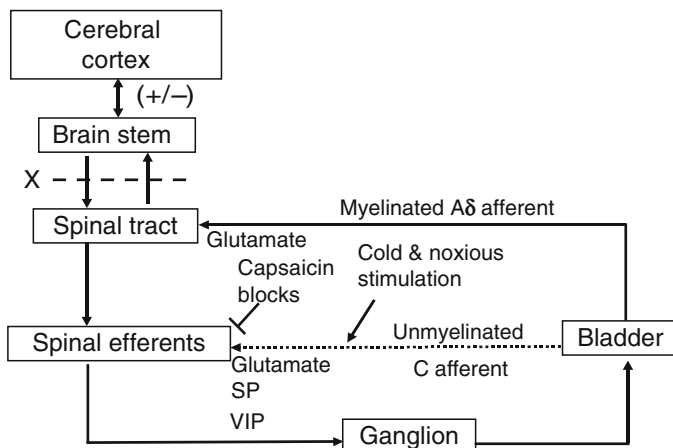 Cerebral
cortex
(+/−)
Brain stem
X
Myelinated Aδ afferent
Spinal tract
Glutamate
Cold & noxious
stimulation
Capsaicin
blocks
Unmyelinated
Bladder
Spinal efferents
C afferent
Glutamate
SP
VIP
Ganglion